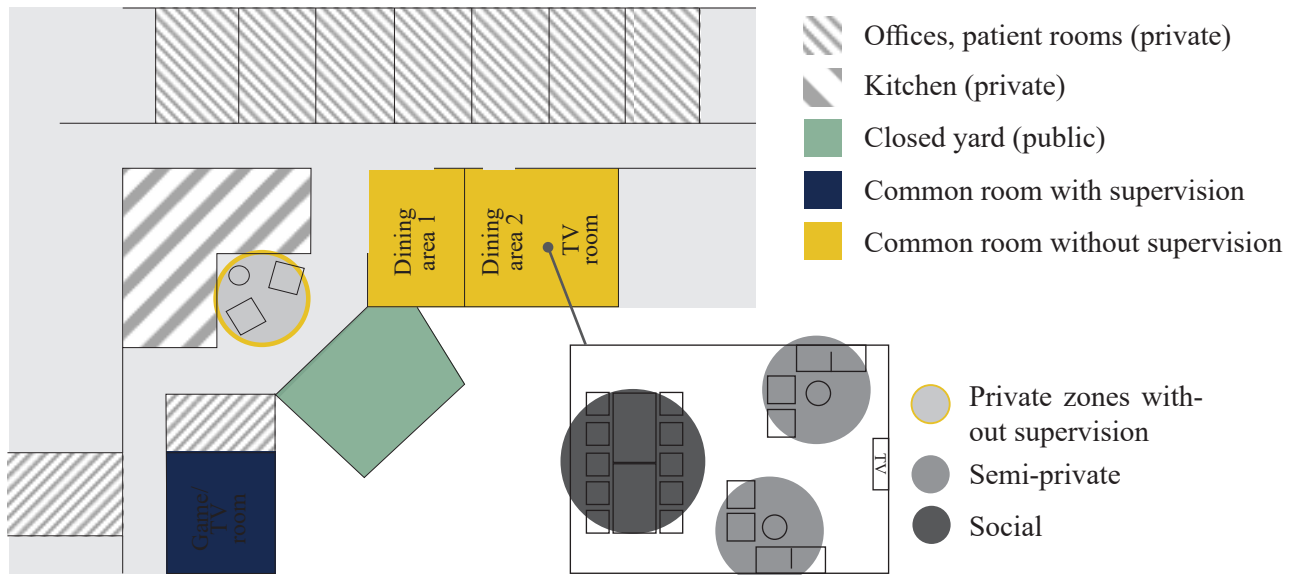 Offices, patient rooms (private)
Kitchen (private)
Closed yard (public)
Common room with supervision
Common room without supervision
Dining
area 1
Dining
area 2
TV
room
Game/
TV
room
TV
Private zones with-
out supervision
Semi-private
Social